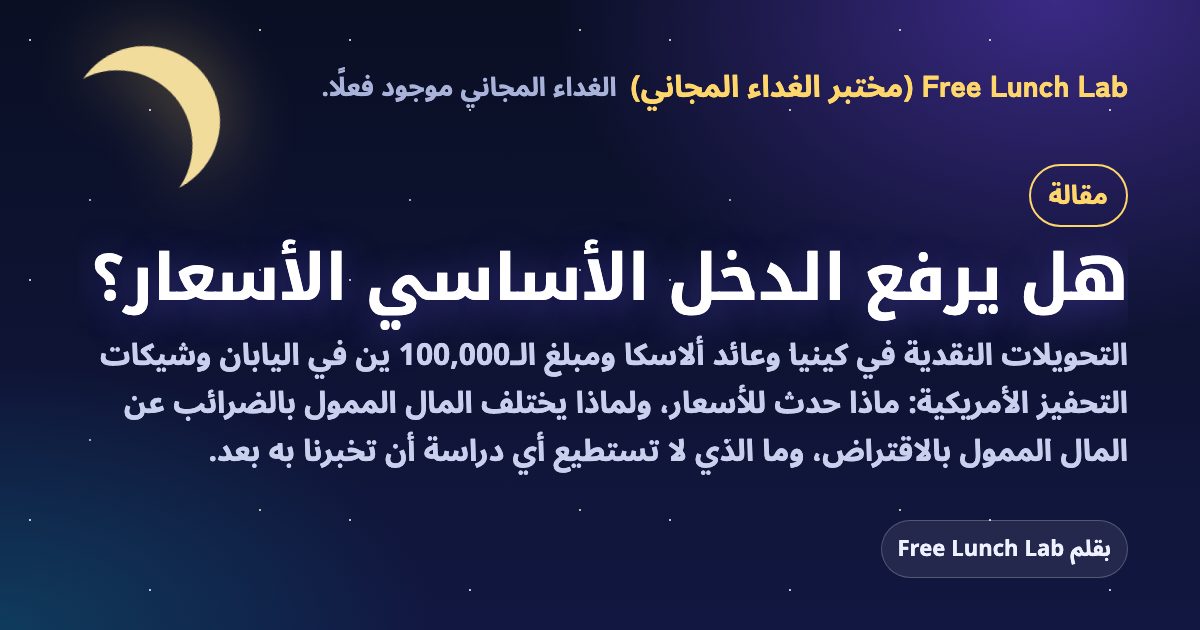 Free Lunch Lab (مختبر الغداء المجاني) الغداء المجاني موجود فعلًا.
مقالة
هل يرفع الدخل الأساسي الأسعار؟
التحويلات النقدية في كينيا وعائد ألاسكا ومبلغ الـ100,000 ين في اليابان وشيكات
التحفيز الأمريكية: ماذا حدث للأسعار، ولماذا يختلف المال الممول بالضرائب عن
المال الممول بالاقتراض، وما الذي لا تستطيع أي دراسة أن تخبرنا به بعد.
بقلم Free Lunch Lab